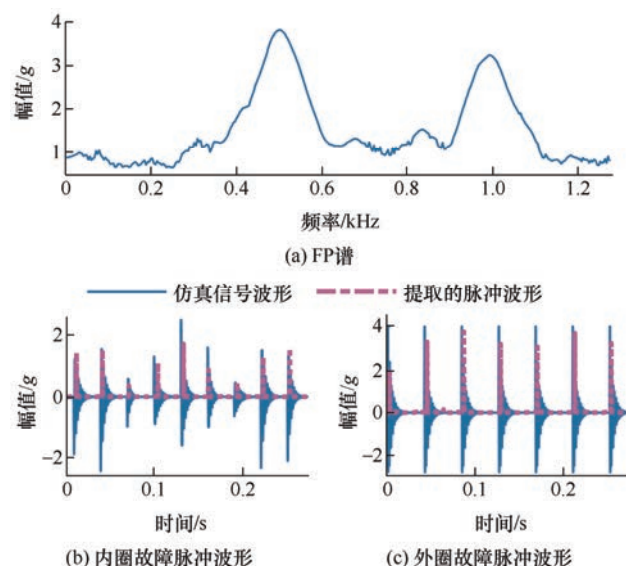 4
3
2
1
幅值/g
0 0.2 0.4 0.6 0.8 1.0 1.2
频率/kHz
(a) FP谱
仿真信号波形 提取的脉冲波形
2
0
−2
幅值/g
0 0.1 0.2
时间/s
(b) 内圈故障脉冲波形
4
2
0
−2
幅值/g
0 0.1 0.2
时间/s
(c) 外圈故障脉冲波形